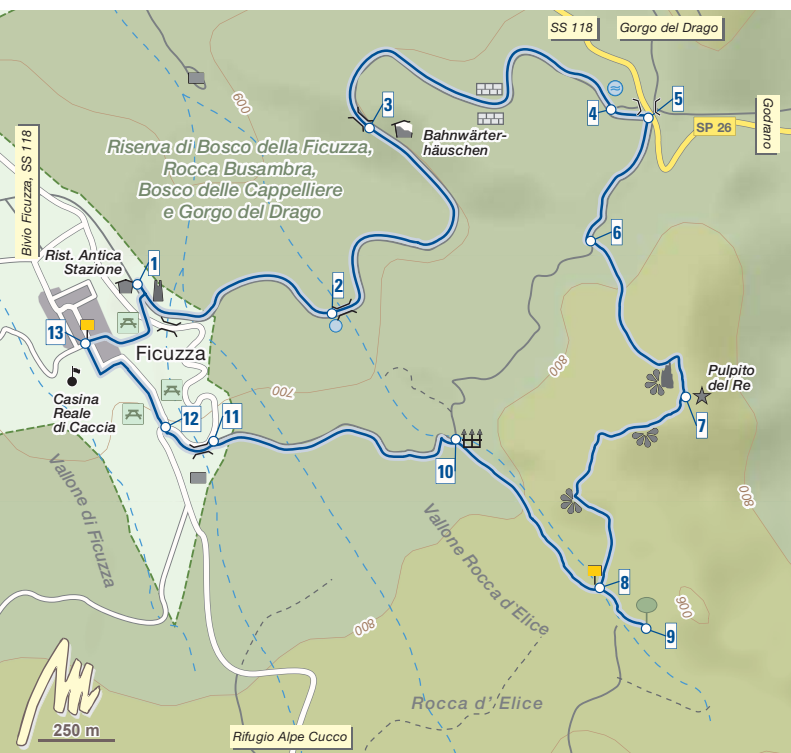 SS 118
Gorgo del Drago
600
3
4
5
Bahnwärter-
häuschen
SP 26
Godrano
Bivio Ficuzza, SS 118
Riserva di Bosco della Ficuzza,
Rocca Busambra,
Bosco delle Cappelliere
e Gorgo del Drago
6
Rist. Antica
Stazione
1
2
13
Ficuzza
800
Pulpito
del Re
7
700
Casina
Reale
di Caccia
12
11
10
800
Vallone di Ficuzza
Vallone Rocca d'Elice
8
900
9
800
Rocca d' Elice
250 m
Rifugio Alpe Cucco